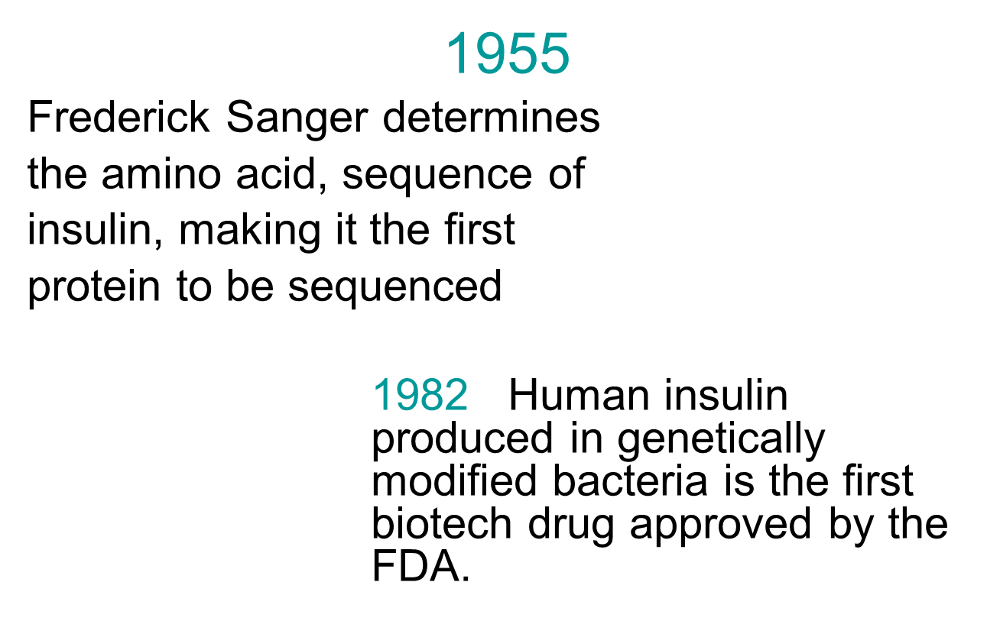 1955
Frederick Sanger determines
the amino acid, sequence of
insulin, making it the first
protein to be sequenced
1982 Human insulin
produced in genetically
modified bacteria is the first
biotech drug approved by the
FDA.